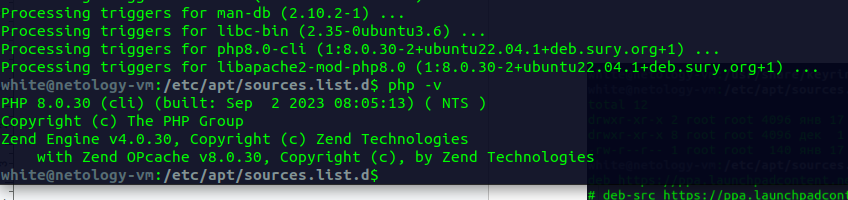 Processing triggers for man-db (2.10.2-1) ...
Processing triggers for libc-bin (2.35-0ubuntu3.6) ...
Processing triggers for php8.0-cli (1:8.0.30-2+ubuntu22.04.1+deb.sury.org+1) ...
Processing triggers for libapache2-mod-php8.0 (1:8.0.30-2+ubuntu22.04.1+deb.sury.org+1) ...
white@netology-vm:/etc/apt/sources.list.d$ php -v
PHP 8.0.30 (cli) (built: Sep  2 2023 08:05:13) ( NTS )
Copyright (c) The PHP Group
Zend Engine v4.0.30, Copyright (c) Zend Technologies
    with Zend OPcache v8.0.30, Copyright (c), by Zend Technologies
white@netology-vm:/etc/apt/sources.list.d$
# deb-src https://ppa.launchpadcont